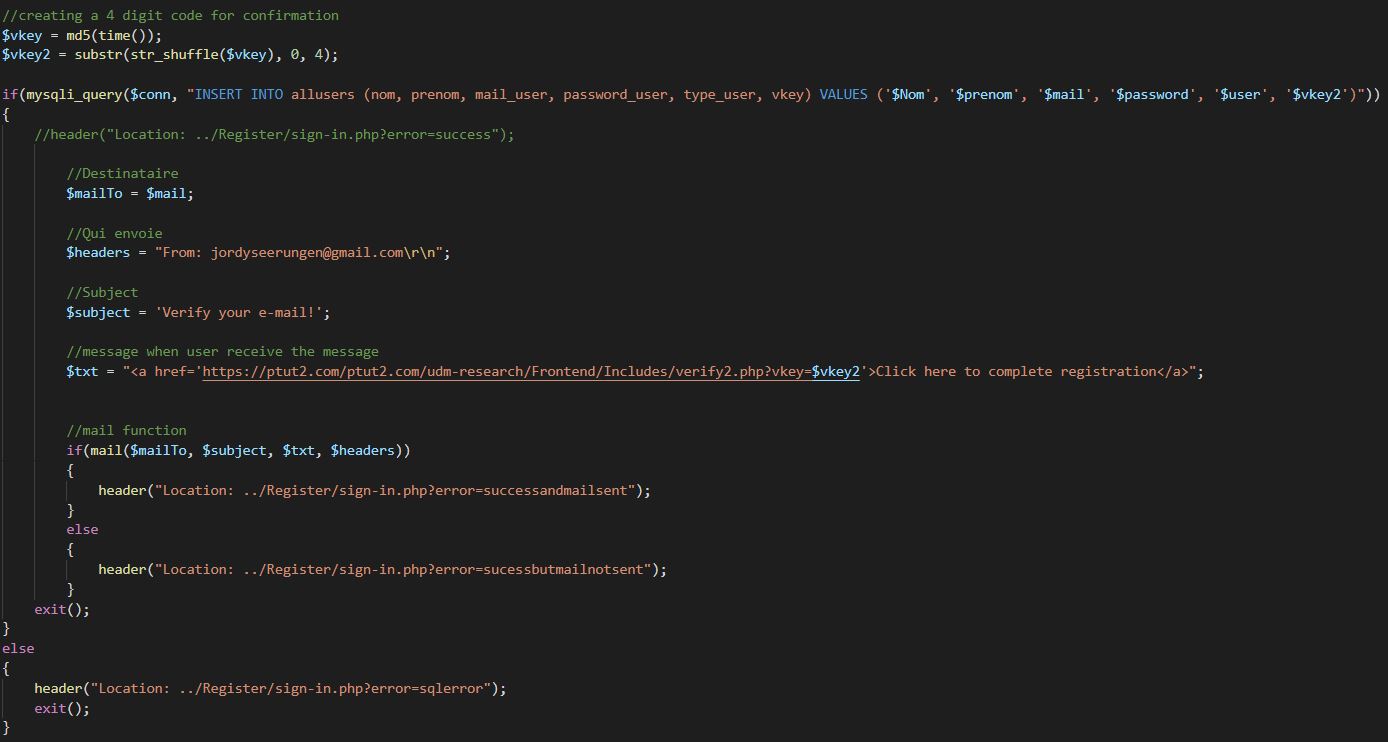 //creating a 4 digit code for confirmation
$vkey = md5(time());
$vkey2 = substr(str_shuffle($vkey), 0, 4);
if(mysqli_query($conn, "INSERT INTO allusers (nom, prenom, mail_user, password_user, type_user, vkey) VALUES ('$Nom', '$prenom', '$mail', '$password', '$user', '$vkey2')"))
{
//header("Location: ../Register/sign-in.php?error=success");
//Destinataire
$mailTo = $mail;
//Qui envoie
$headers = "From: jordyseerungen@gmail.com\r\n";
//Subject
$subject = 'Verify your e-mail!';
//message when user receive the message
$txt = "<a href='https://ptut2.com/ptut2.com/udm-research/Frontend/Includes/verify2.php?vkey=$vkey2'>Click here to complete registration</a>";
//mail function
if(mail($mailTo, $subject, $txt, $headers))
{
header("Location: ../Register/sign-in.php?error=successandmailsent");
}
else
{
header("Location: ../Register/sign-in.php?error=sucessbutmailnotsent");
}
exit();
}
else
{
header("Location: ../Register/sign-in.php?error=sqlerror");
exit();
}